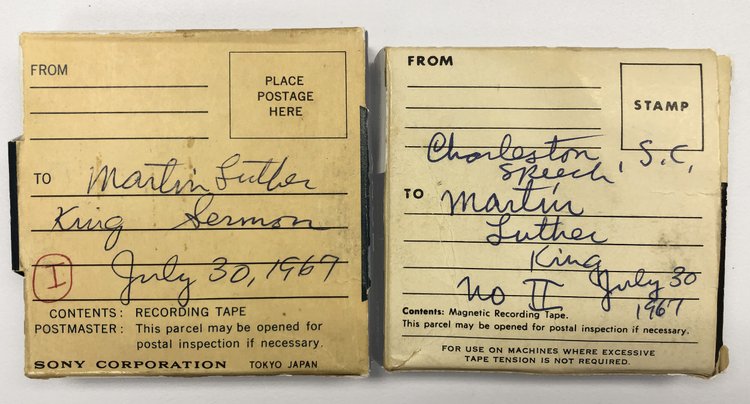 FROM
PLACE
POSTAGE
HERE
TO Martin Luther
King Sermon
I July 30, 1967
CONTENTS: RECORDING TAPE
POSTMASTER: This parcel may be opened for
postal inspection if necessary.
SONY CORPORATION TOKYO JAPAN
FROM
STAMP
Charleston, S.C.
Speech
TO Martin
Luther
King
No II July 30
1967
Contents: Magnetic Recording Tape.
This parcel may be opened for postal inspection if necessary.
FOR USE ON MACHINES WHERE EXCESSIVE
TAPE TENSION IS NOT REQUIRED.